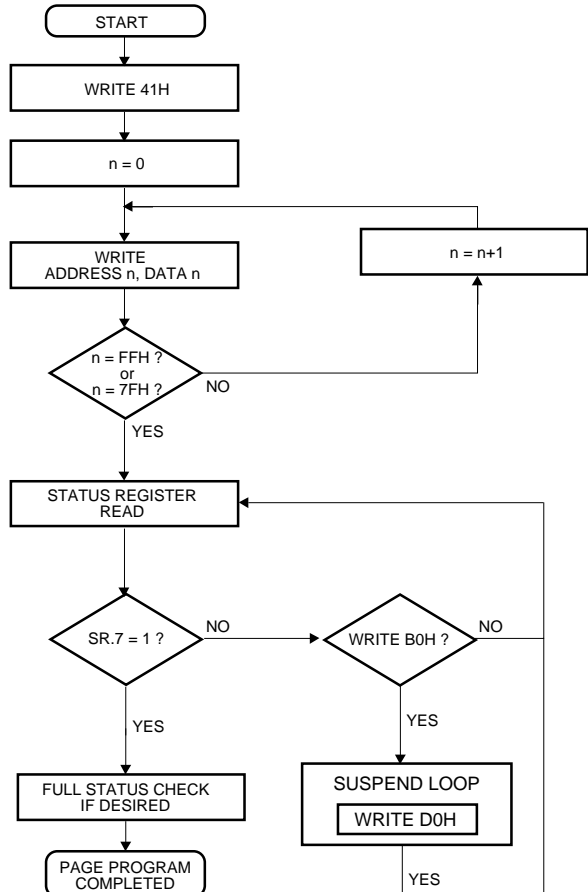 START
WRITE 41H
n = 0
WRITE
ADDRESS n, DATA n
n = n+1
n = FFH ?
or
n = 7FH ?
NO
YES
STATUS REGISTER
READ
SR.7 = 1 ?
NO
WRITE B0H ?
NO
YES
YES
FULL STATUS CHECK
IF DESIRED
SUSPEND LOOP
WRITE D0H
YES
PAGE PROGRAM
COMPLETED